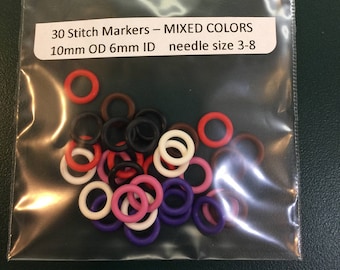 30 Stitch Markers – MIXED COLORS
10mm OD 6mm ID needle size 3-8